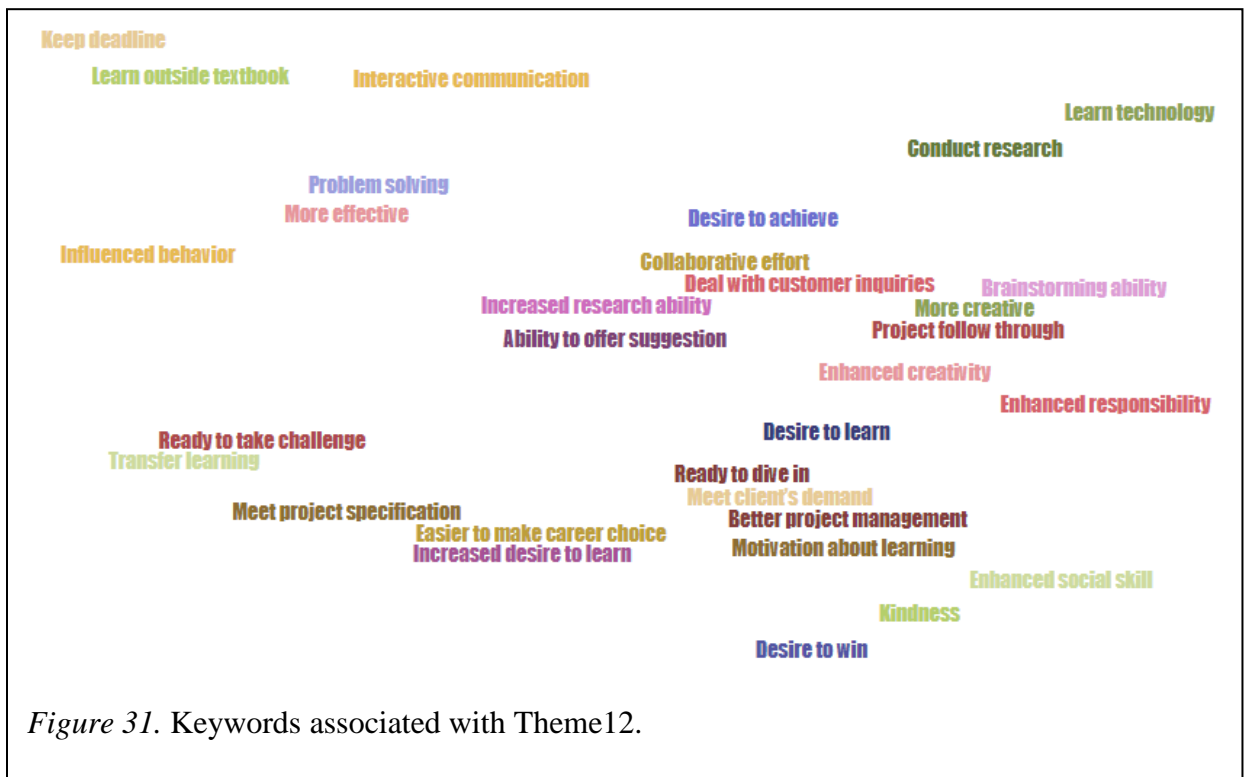 Keep deadline
Learn outside textbook
Interactive communication
Learn technology
Conduct research
Problem solving
More effective
Desire to achieve
Influenced behavior
Collaborative effort
Deal with customer inquiries
Brainstorming ability
Increased research ability
More creative
Project follow through
Ability to offer suggestion
Enhanced creativity
Enhanced responsibility
Desire to learn
Ready to take challenge
Transfer learning
Ready to dive in
Meet client's demand
Meet project specification
Better project management
Easier to make career choice
Motivation about learning
Increased desire to learn
Enhanced social skill
Kindness
Desire to win
Figure 31. Keywords associated with Theme12.